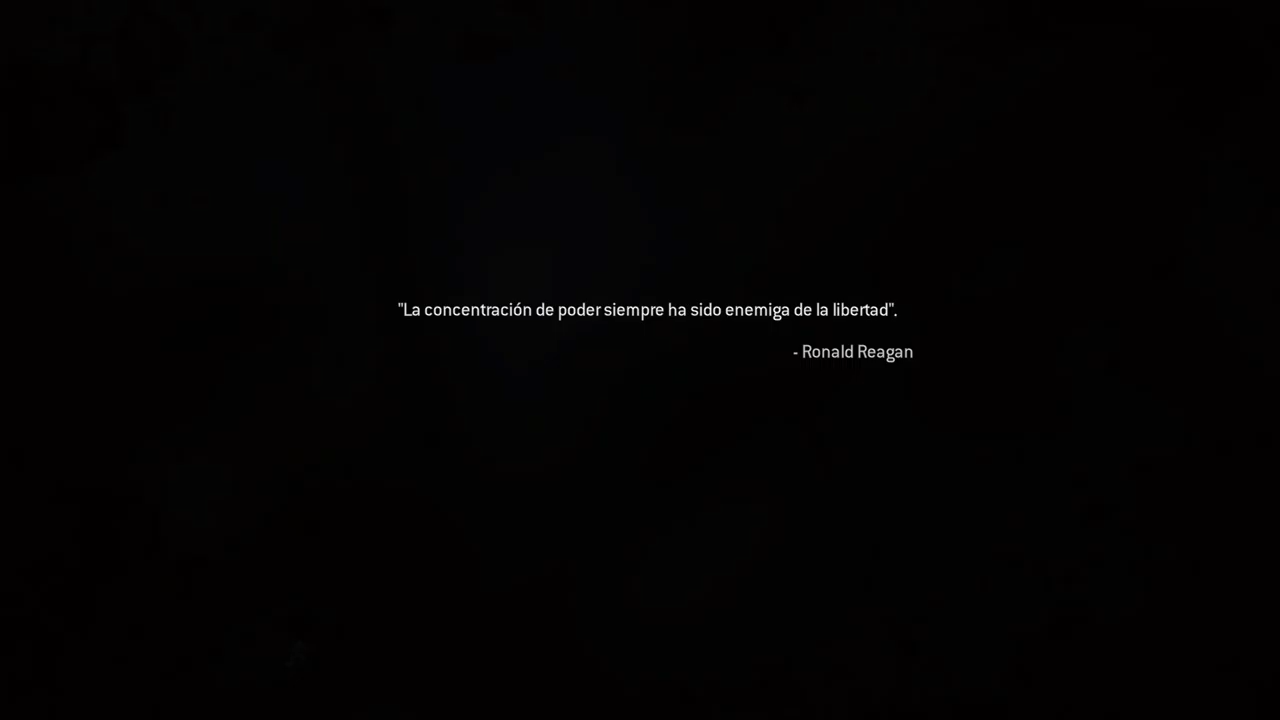 "La concentración de poder siempre ha sido enemiga de la libertad".
- Ronald Reagan